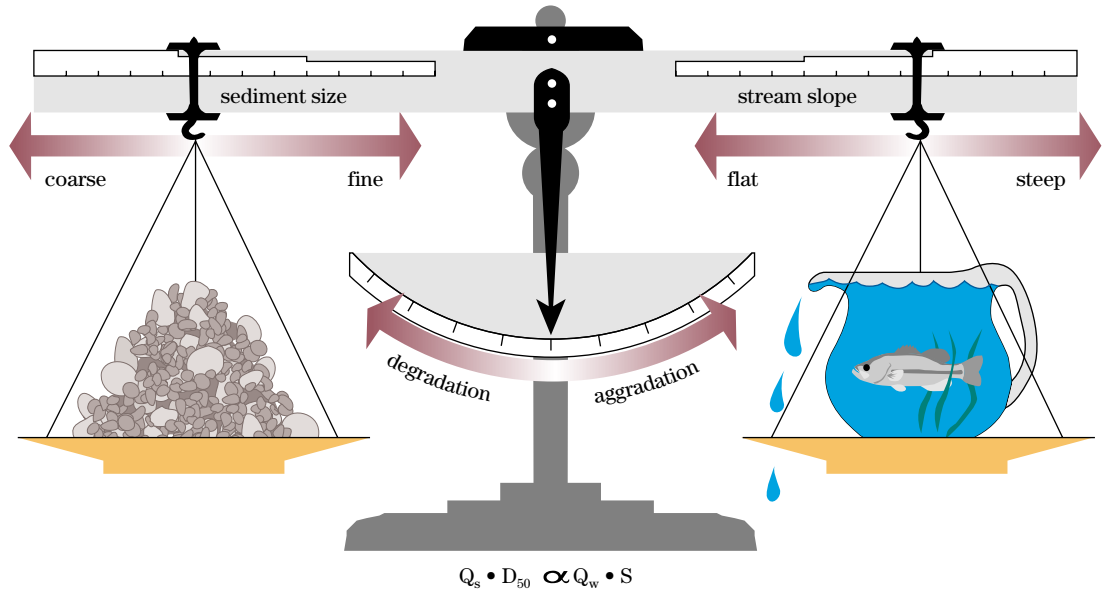 sediment size
stream slope
coarse
fine
flat
steep
degradation
aggradation
Qs • D50 ∝ Qw • S